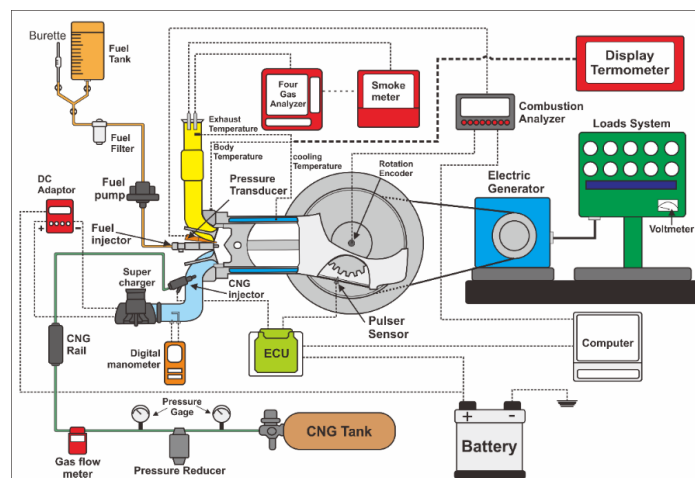 Burette
Fuel
Tank
Fuel
Filter
Fuel
pump
DC
Adaptor
+
-
Fuel
injector
Super
charger
CNG
Rail
Digital
manometer
Gas flow
meter
Pressure
Gage
Pressure Reducer
CNG Tank
CNG
injector
Exhaust
Temperature
Body
Temperature
cooling
Temperature
Pressure
Transducer
Four
Gas
Analyzer
Smoke
meter
Combustion
Analyzer
Rotation
Encoder
Display
Termometer
Loads System
Electric
Generator
Voltmeter
Pulser
Sensor
ECU
Computer
+
-
Battery